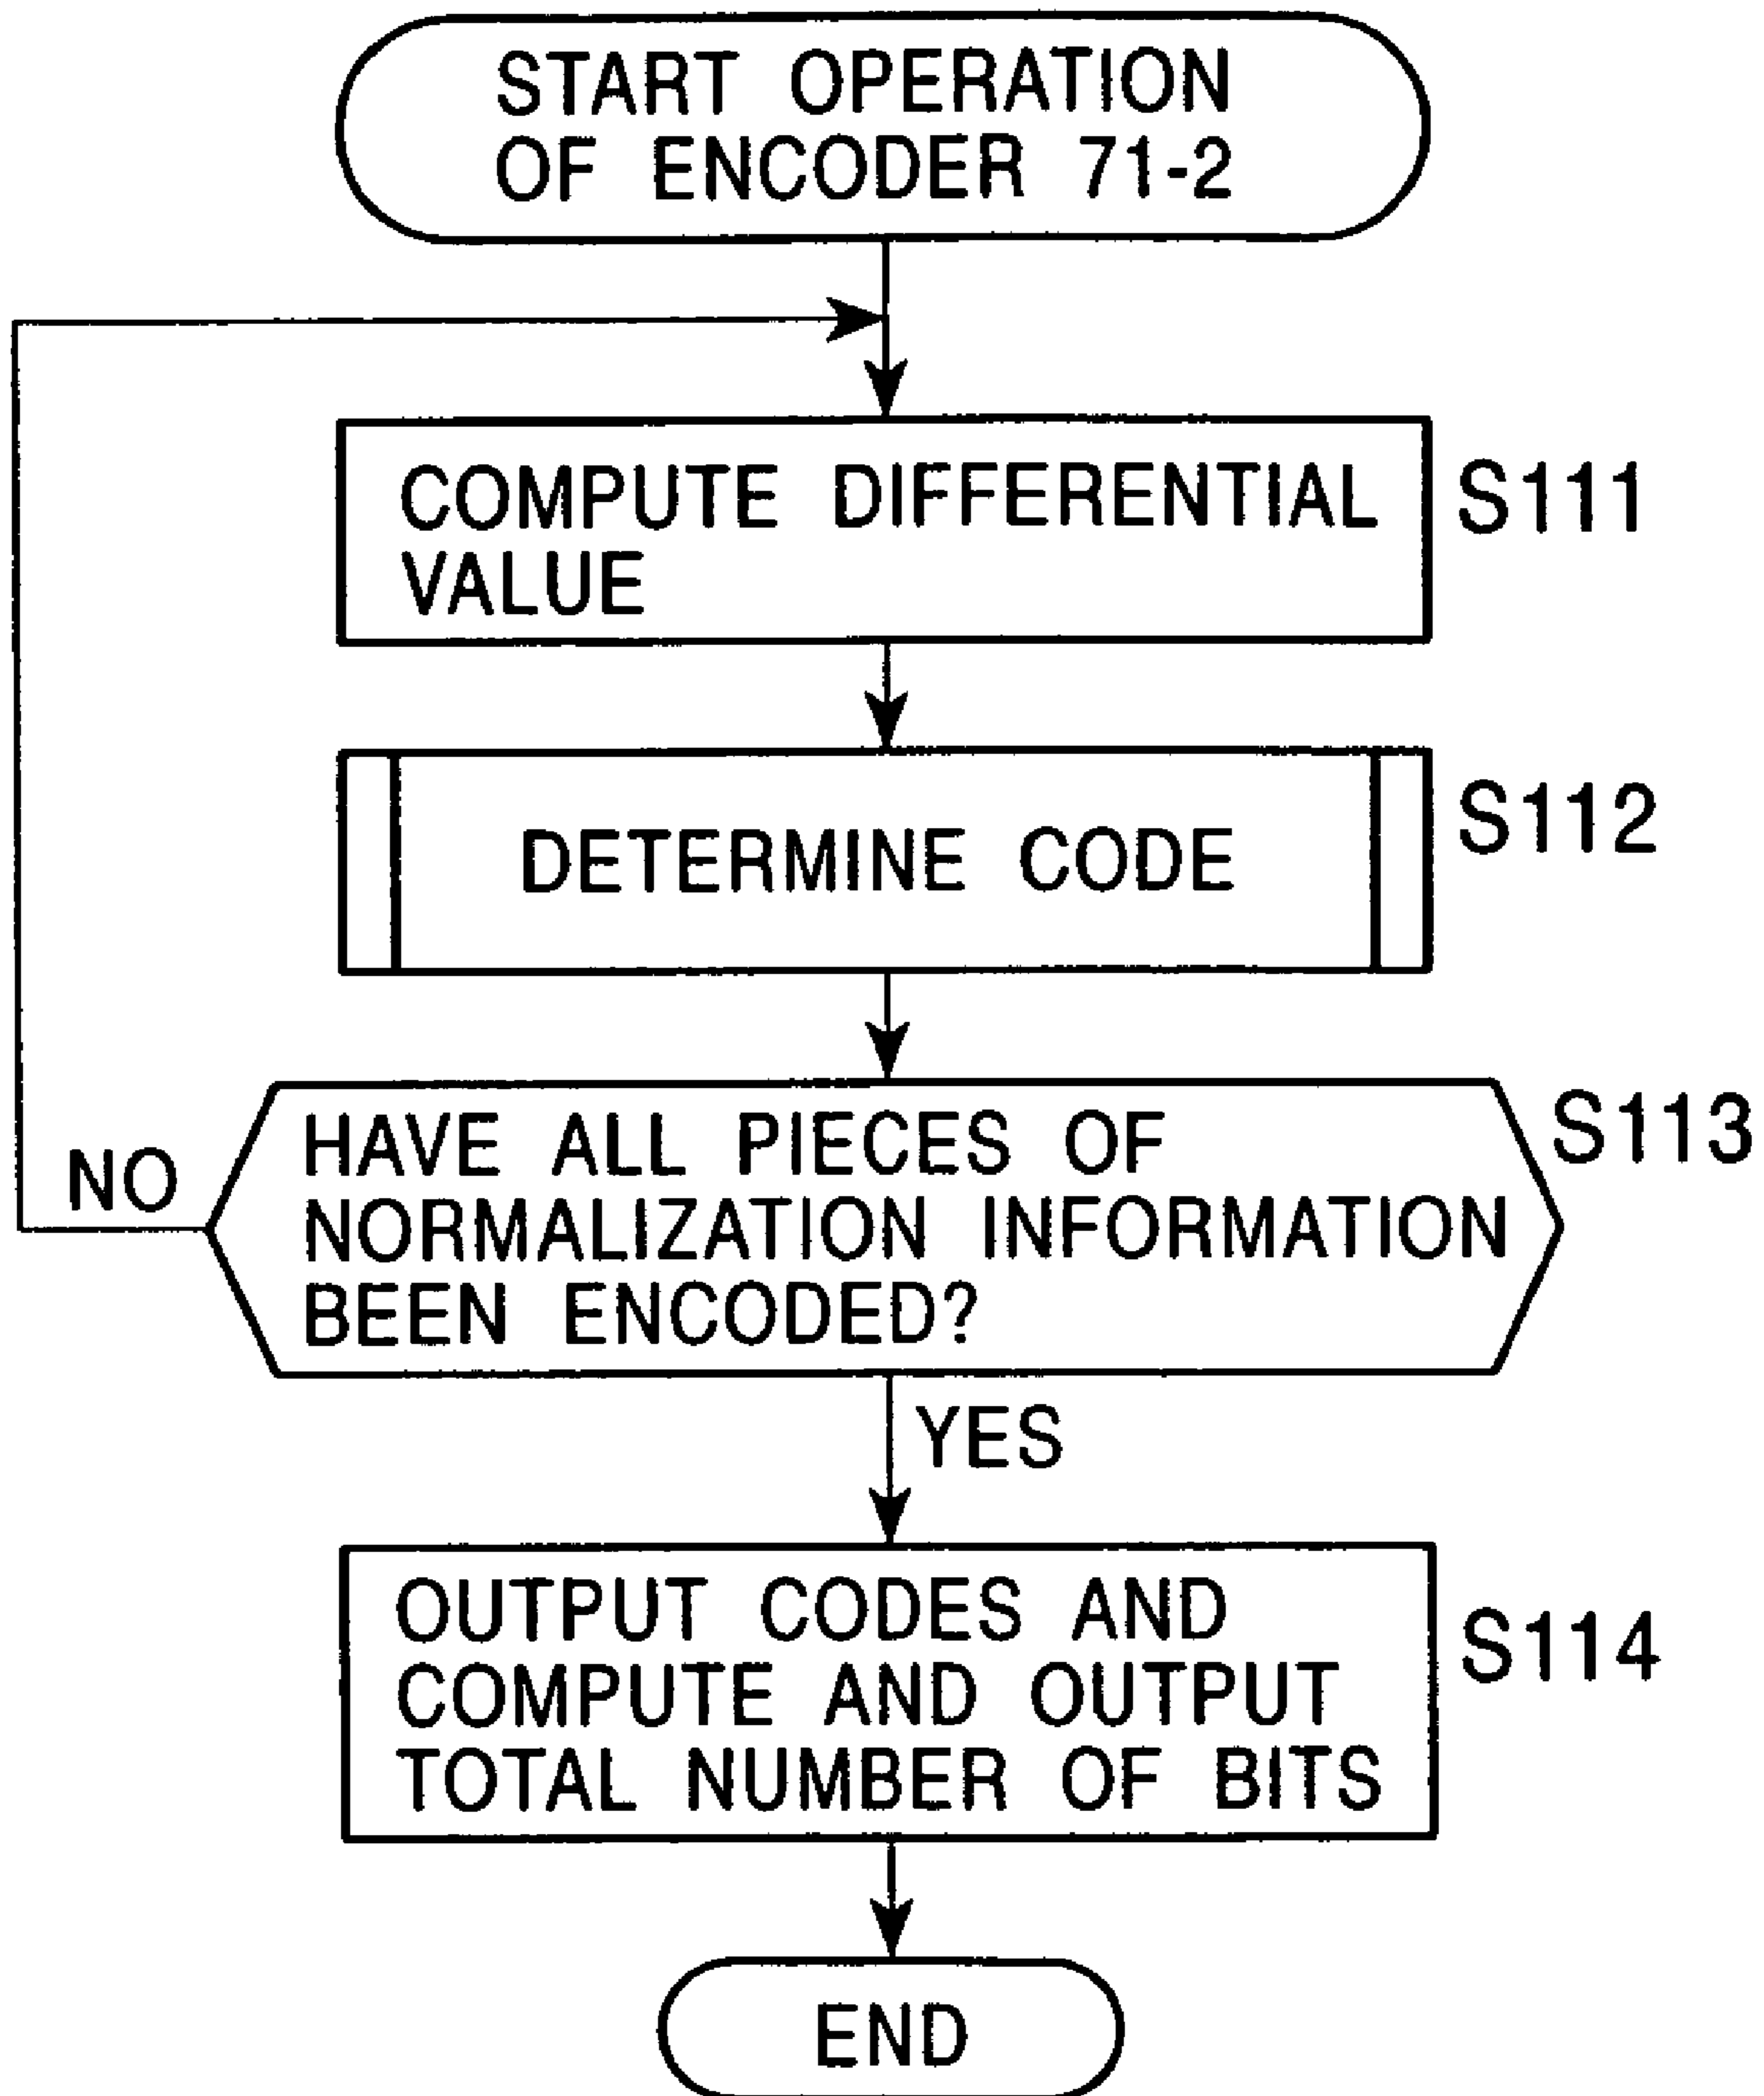 START OPERATION
OF ENCODER 71-2
COMPUTE DIFFERENTIAL
VALUE
S111
DETERMINE CODE
S112
HAVE ALL PIECES OF
NORMALIZATION INFORMATION
BEEN ENCODED?
S113
NO
YES
OUTPUT CODES AND
COMPUTE AND OUTPUT
TOTAL NUMBER OF BITS
S114
END